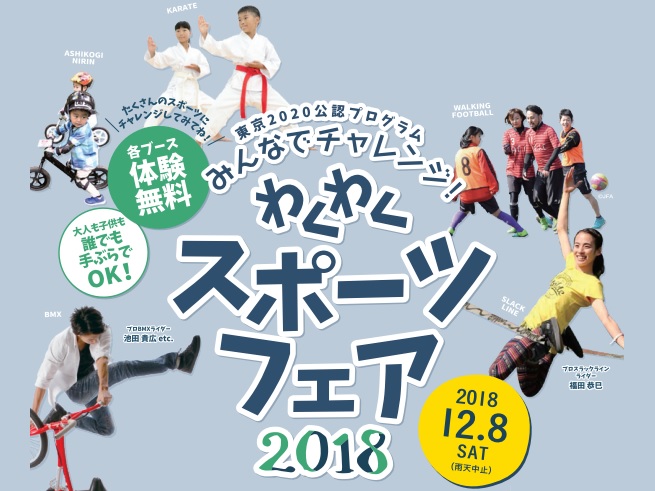 KARATE
ASHIKOGI
NIRIN
たくさんのスポーツに
チャレンジしてみてね!
各ブース
体験
無料
大人も子供も
誰でも
手ぶらで
OK!
東京2020公認プログラム
みんなでチャレンジ!
わくわく
スポーツ
フェア
2018
WALKING
FOOTBALL
8
©JFA
SLACK
LINE
プロスラックライン
ライダー
福田 恭巳
BMX
プロBMXライダー
池田 貴広 etc.
2018
12.8
SAT
(雨天中止)